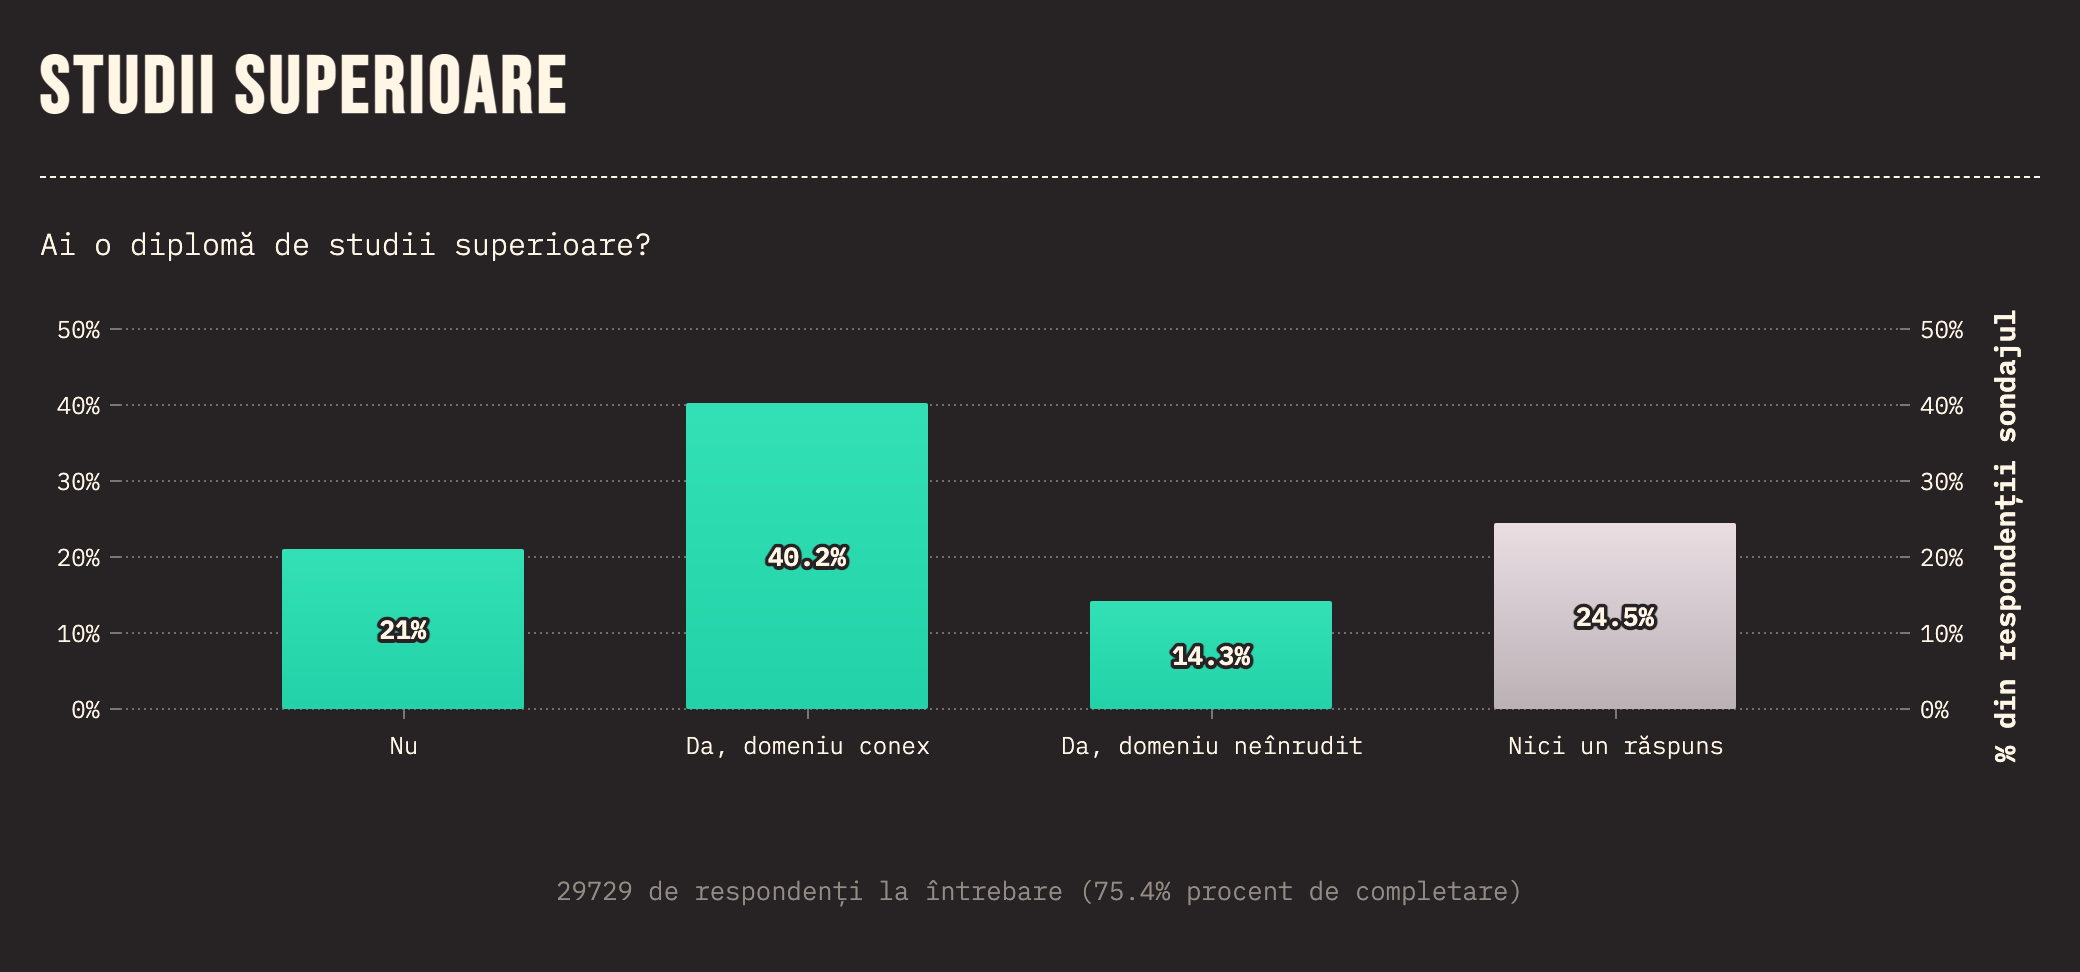 STUDII SUPERIOARE
Ai o diplomă de studii superioare?
50%
40%
30%
20%
10%
0%
50%
40%
30%
20%
10%
0%
21%
40.2%
14.3%
24.5%
Nu
Da, domeniu conex
Da, domeniu neînrudit
Nici un răspuns
% din respondenții sondajul
29729 de respondenți la întrebare (75.4% procent de completare)